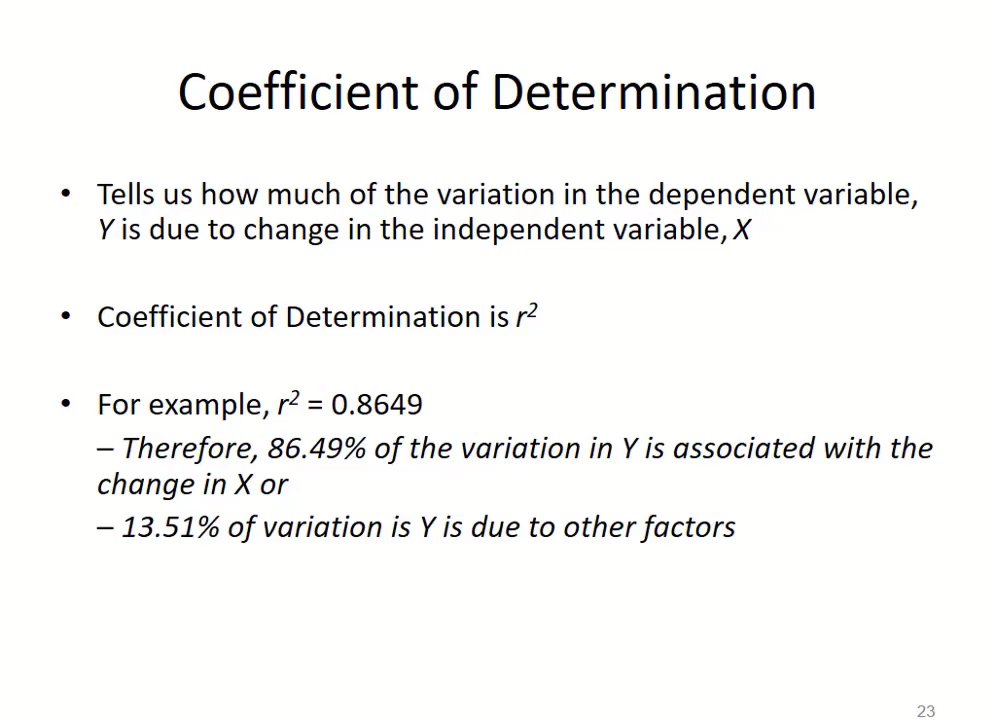 Coefficient of Determination
• Tells us how much of the variation in the dependent variable,
Y is due to change in the independent variable, X
• Coefficient of Determination is r²
• For example, r² = 0.8649
– Therefore, 86.49% of the variation in Y is associated with the
change in X or
– 13.51% of variation is Y is due to other factors
23